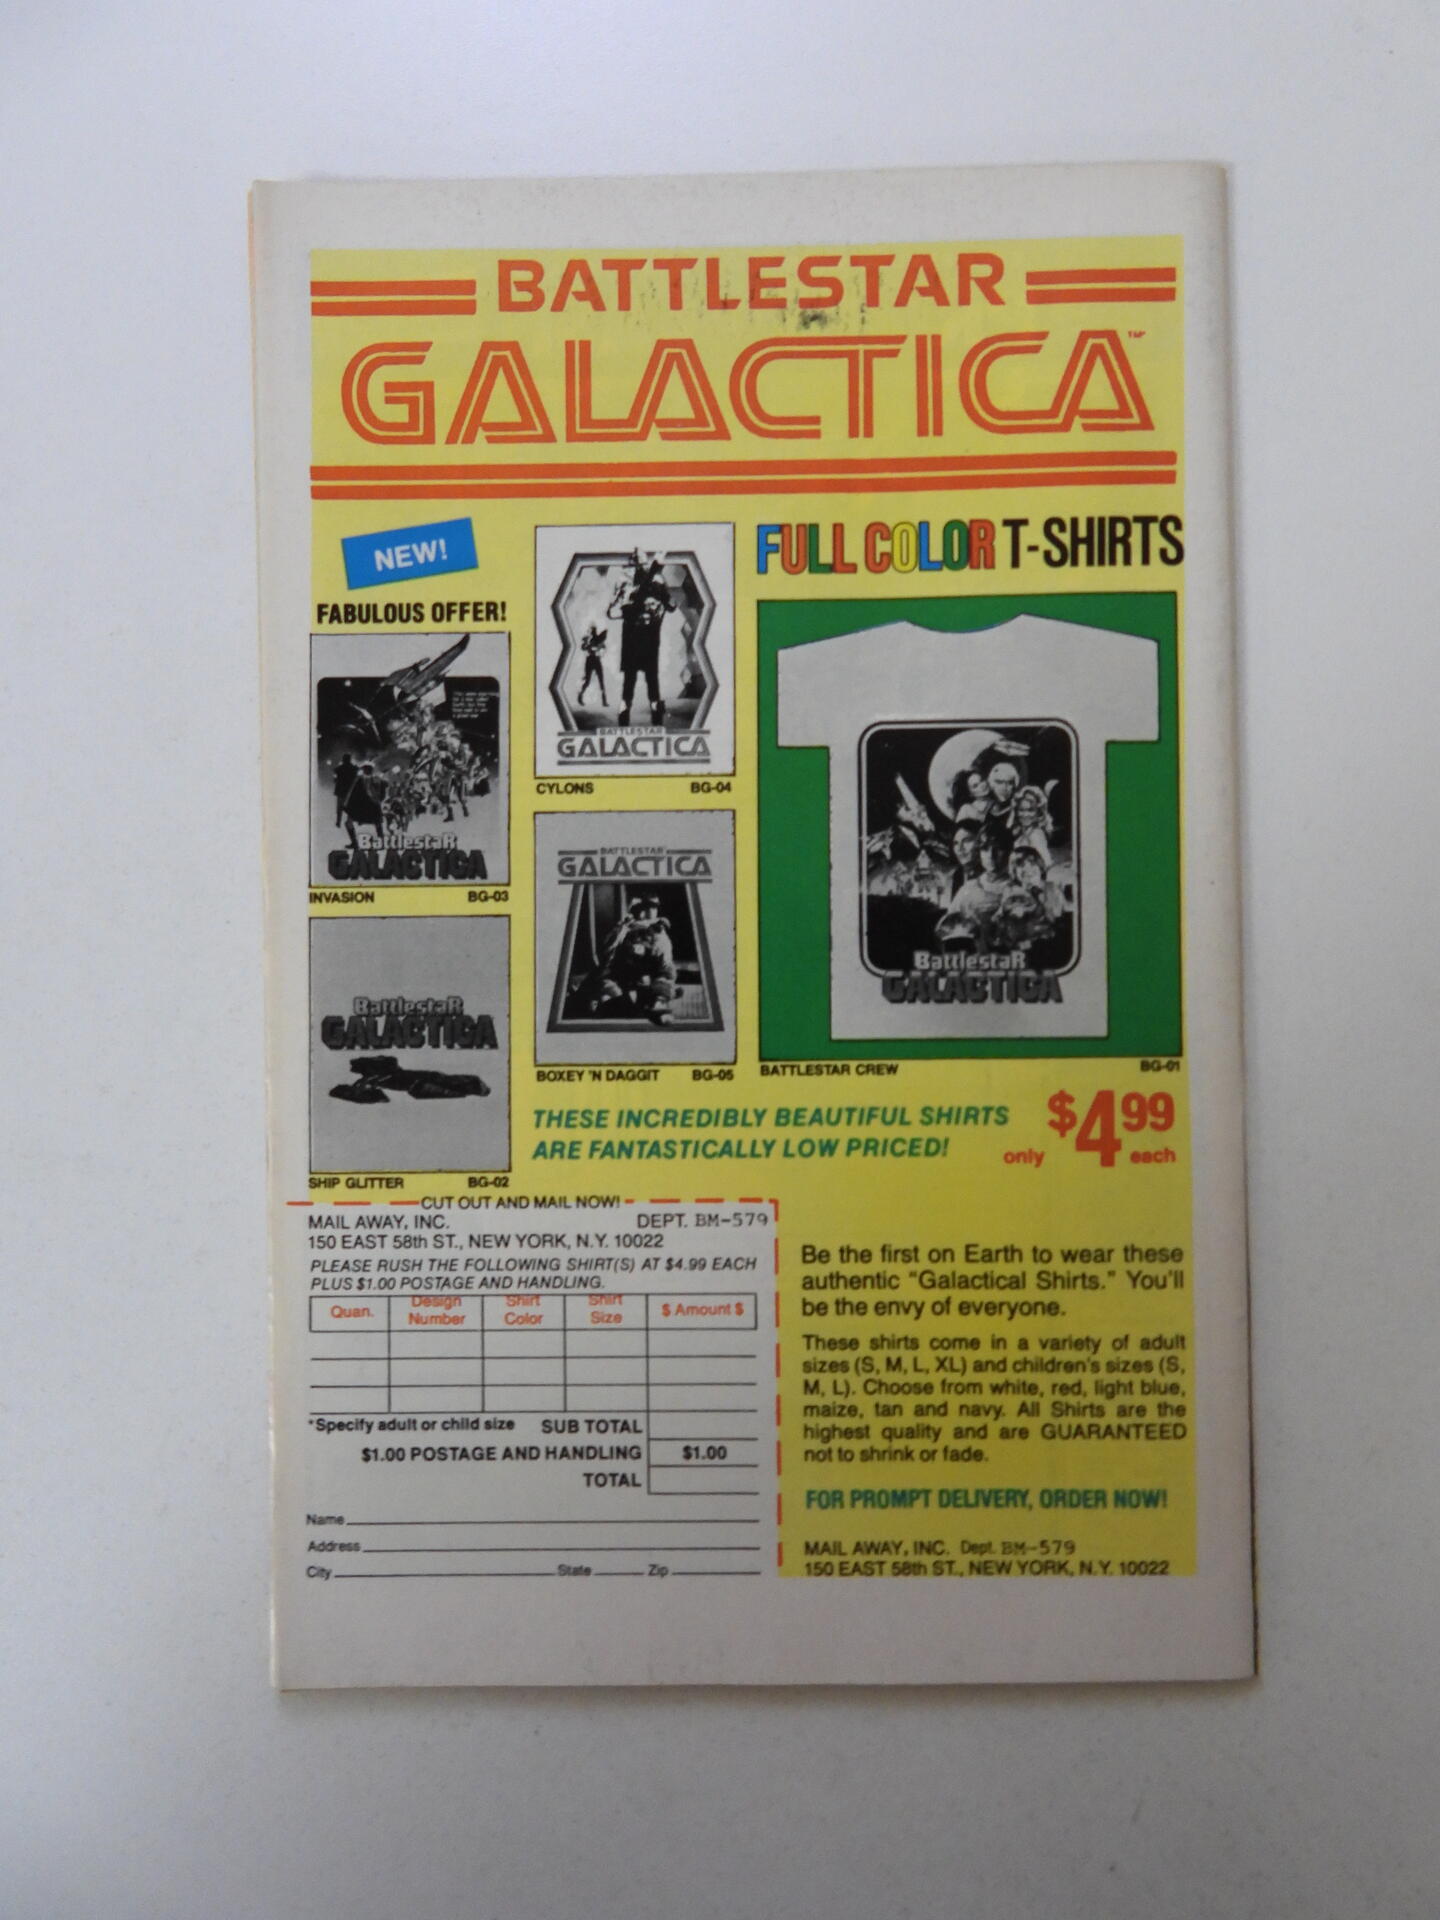 BATTLESTAR
GALACTICA™
NEW!
FABULOUS OFFER!
FULL COLOR T-SHIRTS
BattlestaR
GALACTICA
INVASION BG-03
BATTLESTAR
GALACTICA
CYLONS BG-04
BattlestaR
GALACTICA
SHIP GLITTER BG-02
BATTLESTAR
GALACTICA
BOXEY 'N DAGGIT BG-05
BattlestaR
GALACTICA
BATTLESTAR CREW BG-01
THESE INCREDIBLY BEAUTIFUL SHIRTS
ARE FANTASTICALLY LOW PRICED!
only $4.99 each
CUT OUT AND MAIL NOW!
MAIL AWAY, INC. DEPT. BM-579
150 EAST 58th ST., NEW YORK, N.Y. 10022
PLEASE RUSH THE FOLLOWING SHIRT(S) AT $4.99 EACH
PLUS $1.00 POSTAGE AND HANDLING.
Quan. Design Number Shirt Color Shirt Size $ Amount $
*Specify adult or child size SUB TOTAL
$1.00 POSTAGE AND HANDLING $1.00
TOTAL
Name
Address
City State Zip
Be the first on Earth to wear these
authentic "Galactical Shirts." You'll
be the envy of everyone.
These shirts come in a variety of adult
sizes (S, M, L, XL) and children's sizes (S,
M, L). Choose from white, red, light blue,
maize, tan and navy. All Shirts are the
highest quality and are GUARANTEED
not to shrink or fade.
FOR PROMPT DELIVERY, ORDER NOW!
MAIL AWAY, INC. Dept. BM-579
150 EAST 58th ST., NEW YORK, N.Y. 10022